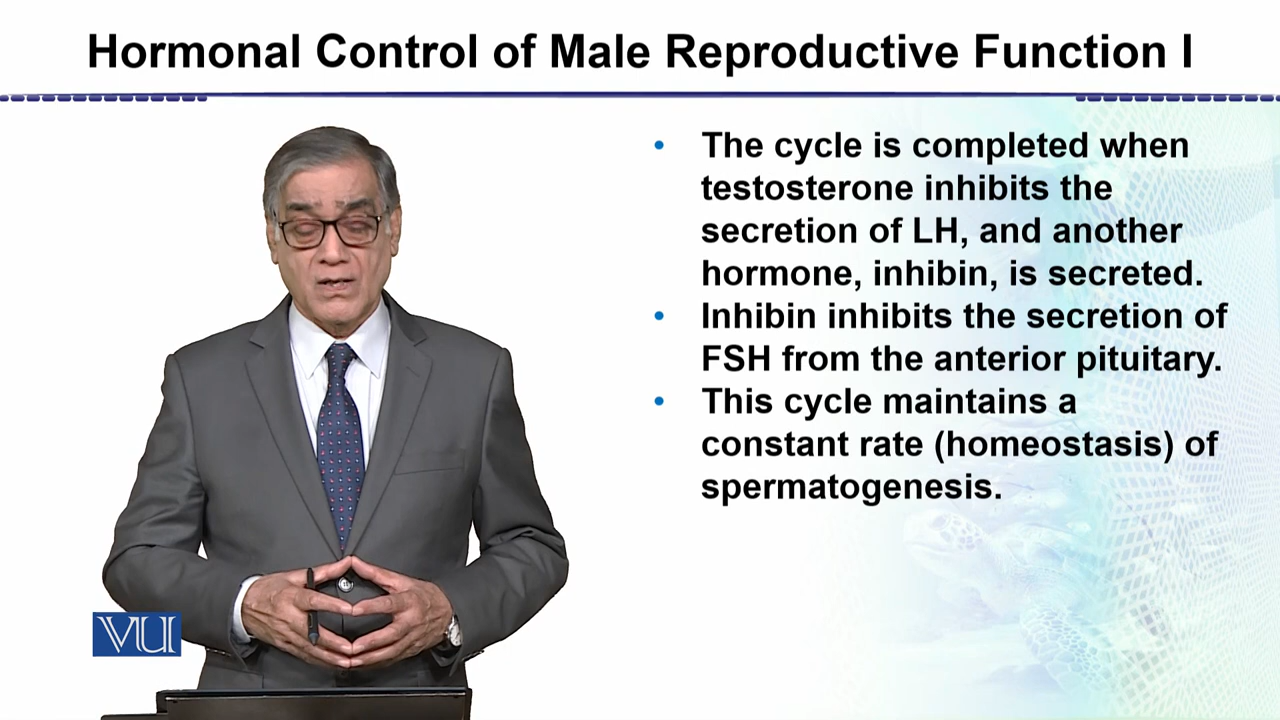 Hormonal Control of Male Reproductive Function I
• The cycle is completed when
testosterone inhibits the
secretion of LH, and another
hormone, inhibin, is secreted.
• Inhibin inhibits the secretion of
FSH from the anterior pituitary.
• This cycle maintains a
constant rate (homeostasis) of
spermatogenesis.
VU